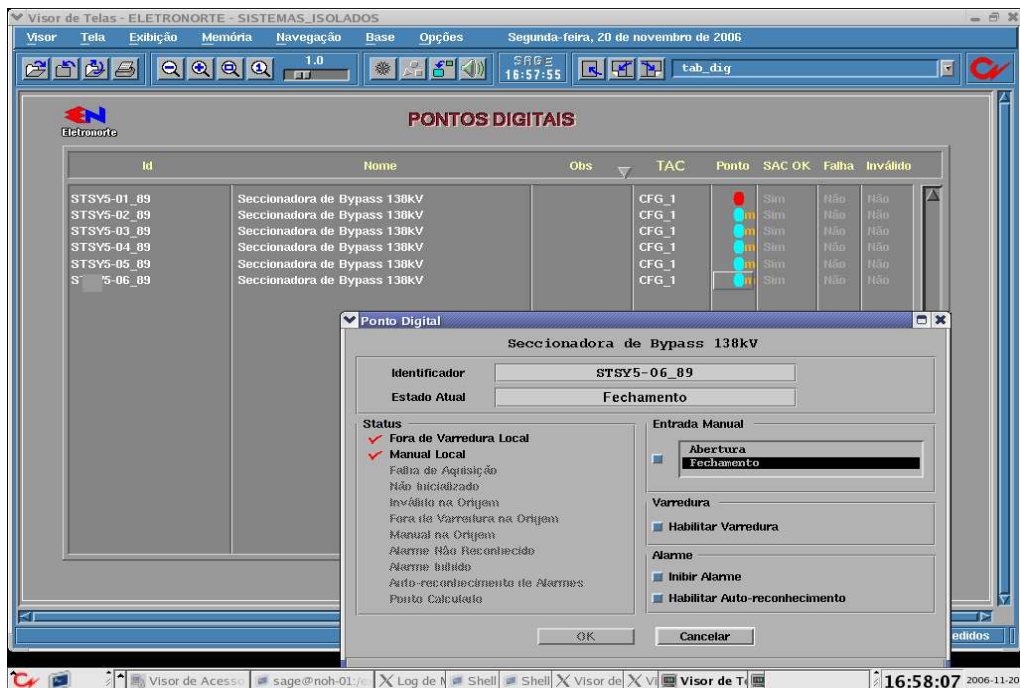 Visor de Telas - ELETRONORTE - SISTEMAS_ISOLADOS
Visor Tela Exibição Memória Navegação Base Opções Segunda-feira, 20 de novembro de 2006
1.0 SAGE 16:57:55 tab_dig
Eletronorte
PONTOS DIGITAIS
Id Nome Obs TAC Ponto SAC OK Falha Inválido
STSY5-01_89 Seccionadora de Bypass 138kV CFG_1 Sim Não Não
STSY5-02_89 Seccionadora de Bypass 138kV CFG_1 m Sim Não Não
STSY5-03_89 Seccionadora de Bypass 138kV CFG_1 m Sim Não Não
STSY5-04_89 Seccionadora de Bypass 138kV CFG_1 m Sim Não Não
STSY5-05_89 Seccionadora de Bypass 138kV CFG_1 m Sim Não Não
5-06_89 Seccionadora de Bypass 138kV CFG_1 m Sim Não Não
Ponto Digital
Seccionadora de Bypass 138kV
Identificador STSY5-06_89
Estado Atual Fechamento
Status
Fora de Varredura Local
Manual Local
Falha de Aquisição
Não Inicializado
Inválido na Origem
Fora de Varredura na Origem
Manual na Origem
Alarme Não Reconhecido
Alarme Inibido
Auto-reconhecimento de Alarmes
Ponto Calculado
Entrada Manual
Abertura
Fechamento
Varredura
Habilitar Varredura
Alarme
Inibir Alarme
Habilitar Auto-reconhecimento
OK Cancelar
edidos
Visor de Acesso sage@noh-01:/e Log de Shell Shell Visor de Vi Visor de Te 16:58:07 2006-11-20